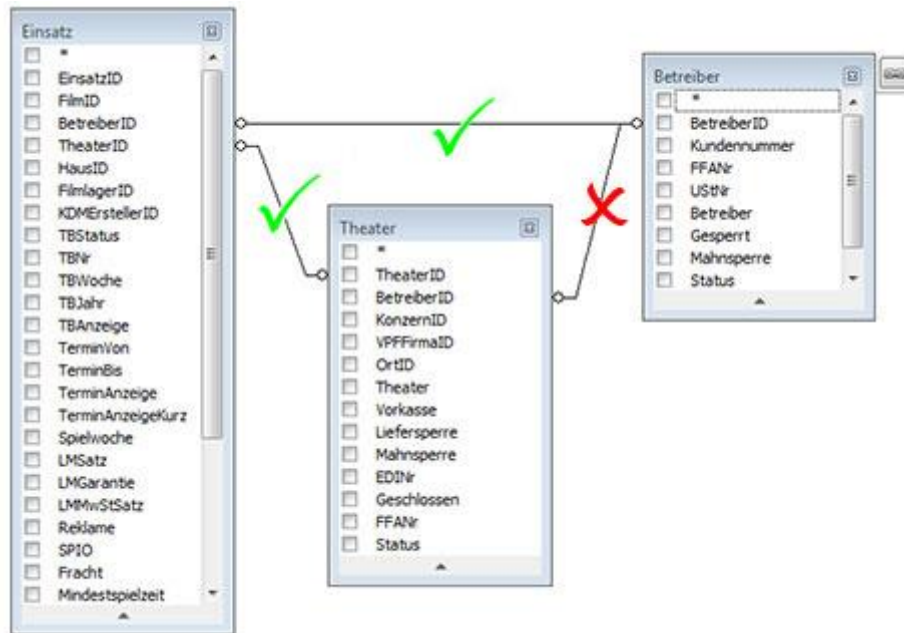 Einsatz
*
EinsatzID
FilmID
BetreiberID
TheaterID
HausID
FilmlagerID
KDMErstellerID
TBStatus
TBNr
TBWoche
TBJahr
TBAnzeige
TerminVon
TerminBis
TerminAnzeige
TerminAnzeigeKurz
Spielwoche
LMSatz
LMGarantie
LMMwStSatz
Reklame
SPIO
Fracht
Mindestspielzeit
Theater
*
TheaterID
BetreiberID
KonzernID
VPFFirmaID
OrtID
Theater
Vorkasse
Liefersperre
Mahnsperre
EDINr
Geschlossen
FFANr
Status
Betreiber
*
BetreiberID
Kundennummer
FFANr
UStNr
Betreiber
Gesperrt
Mahnsperre
Status